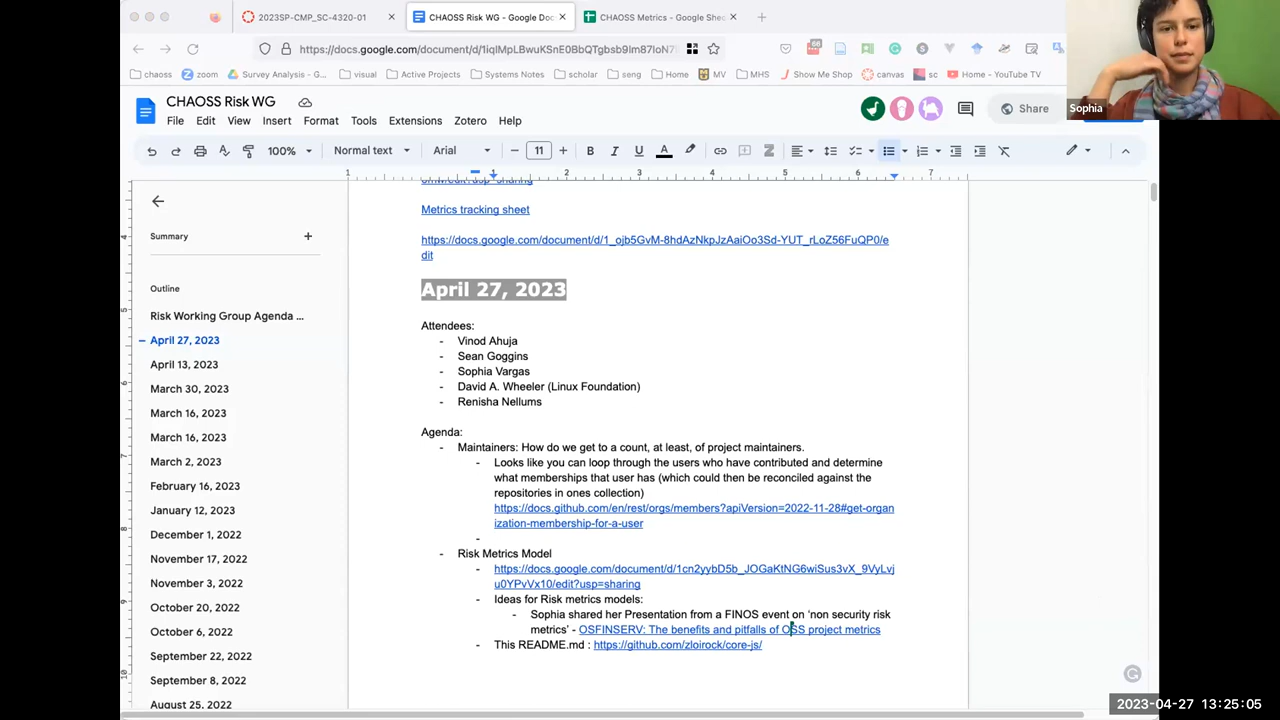 2023SP-CMP_SC-4320-01
CHAOSS Risk WG - Google Doc
CHAOSS Metrics - Google Shee
66
chaoss
zoom
Survey Analysis - G...
visual
Active Projects
Systems Notes
scholar
seng
Home
MV
MHS
Show Me Shop
canvas
sc
Home - YouTube TV
Sophia
CHAOSS Risk WG
File Edit View Insert Format Tools Extensions Zotero Help
Share
100% Normal text Arial 11
1 1 2 3 4 5 6 7
Summary
Outline
Risk Working Group Agenda ...
April 27, 2023
April 13, 2023
March 30, 2023
March 16, 2023
March 16, 2023
March 2, 2023
February 16, 2023
January 12, 2023
December 1, 2022
November 17, 2022
November 3, 2022
October 20, 2022
October 6, 2022
September 22, 2022
September 8, 2022
August 25, 2022
Metrics tracking sheet
https://docs.google.com/document/d/1_ojb5GvM-8hdAzNkpJzAaiOo3Sd-YUT_rLoZ56FuQP0/e
dit
April 27, 2023
Attendees:
- Vinod Ahuja
- Sean Goggins
- Sophia Vargas
- David A. Wheeler (Linux Foundation)
- Renisha Nellums
Agenda:
- Maintainers: How do we get to a count, at least, of project maintainers.
- Looks like you can loop through the users who have contributed and determine
what memberships that user has (which could then be reconciled against the
repositories in ones collection)
https://docs.github.com/en/rest/orgs/members?apiVersion=2022-11-28#get-organ
ization-membership-for-a-user
-
- Risk Metrics Model
- https://docs.google.com/document/d/1cn2yybD5b_JOGaKtNG6wiSus3vX_9VyLvj
u0YPvVx10/edit?usp=sharing
- Ideas for Risk metrics models:
- Sophia shared her Presentation from a FINOS event on 'non security risk
metrics' - OSFINSERV: The benefits and pitfalls of OSS project metrics
- This README.md : https://github.com/zloirock/core-js/
2023-04-27 13:25:05